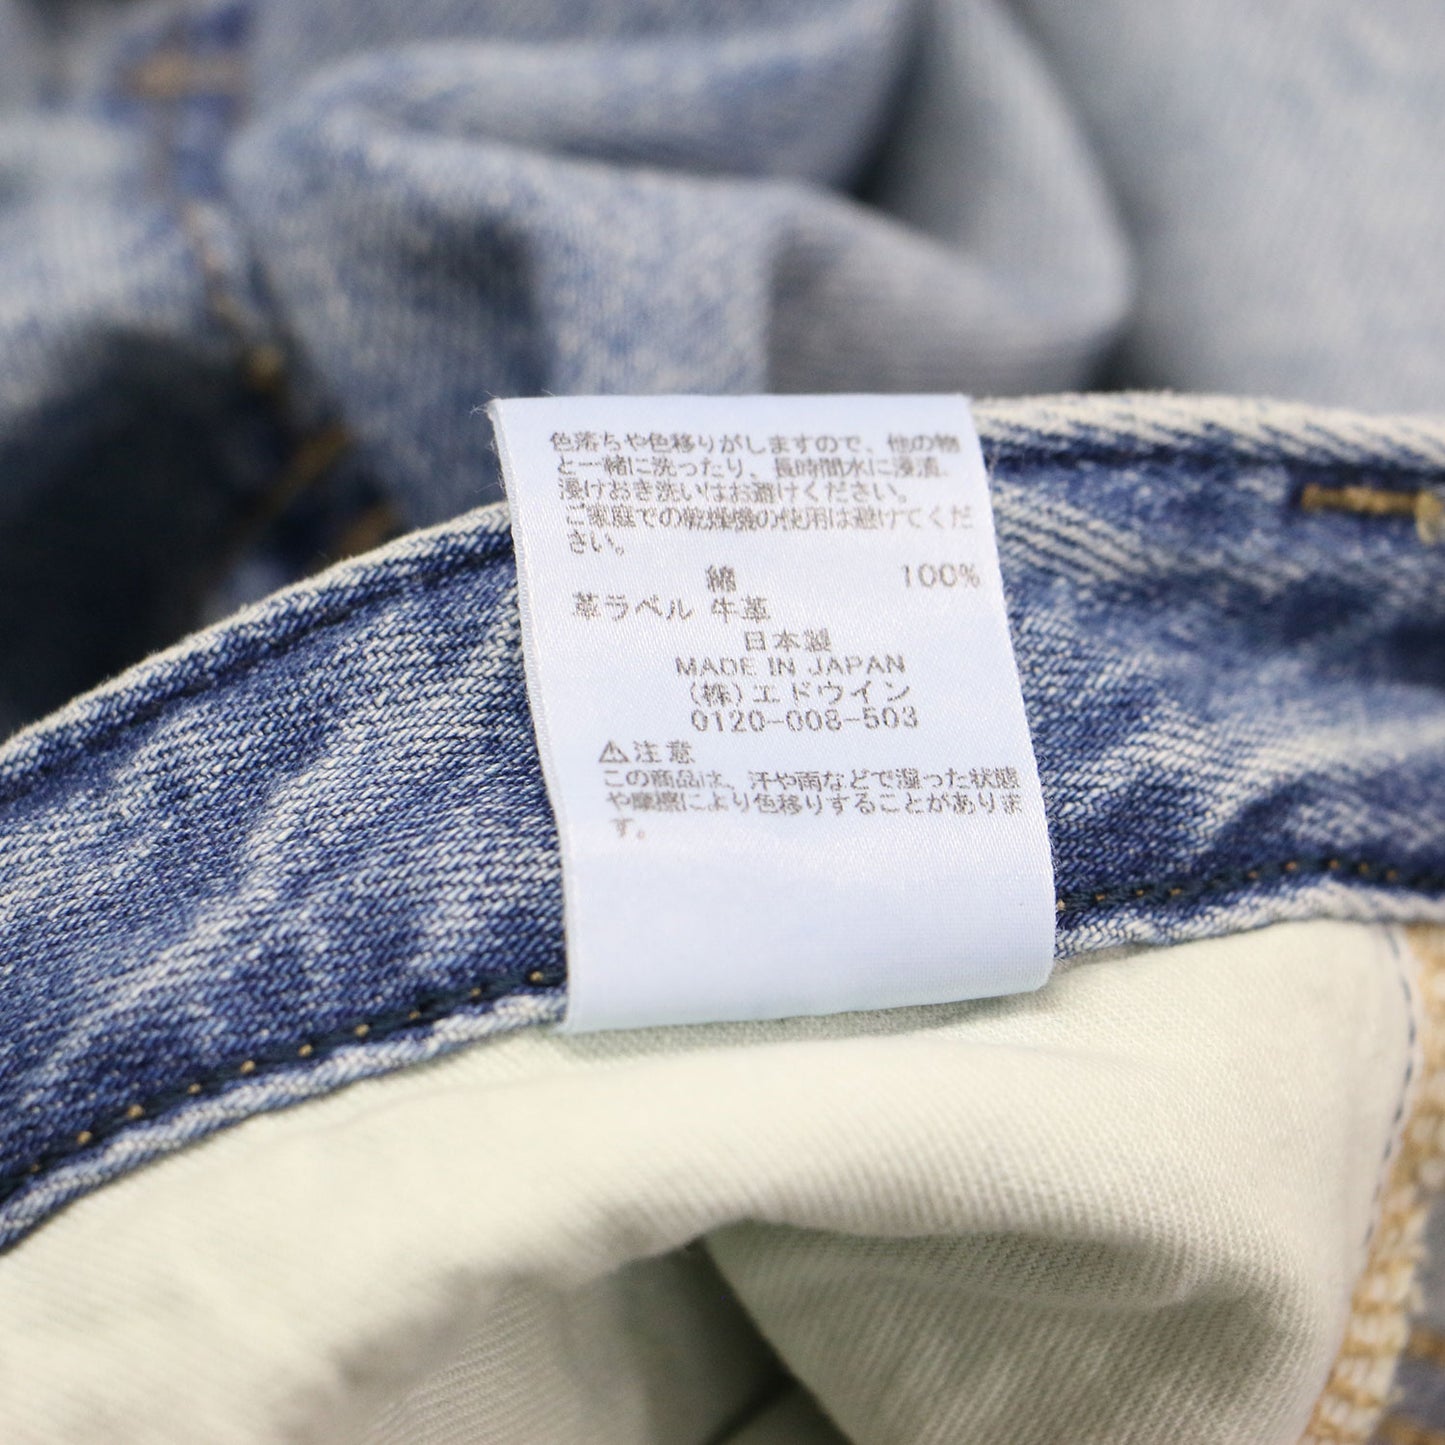 色落ちや色移りがしますので、他の物
と一緒に洗ったり、長時間水に浸漬、
浸けおき洗いはお避けください。
ご家庭での乾燥機の使用は避けてくだ
さい。
綿 100%
革ラベル 牛革
日本製
MADE IN JAPAN
(株)エドウイン
0120-008-503
⚠注意
この商品は、汗や雨などで湿った状態
や摩擦により色移りすることがありま
す。